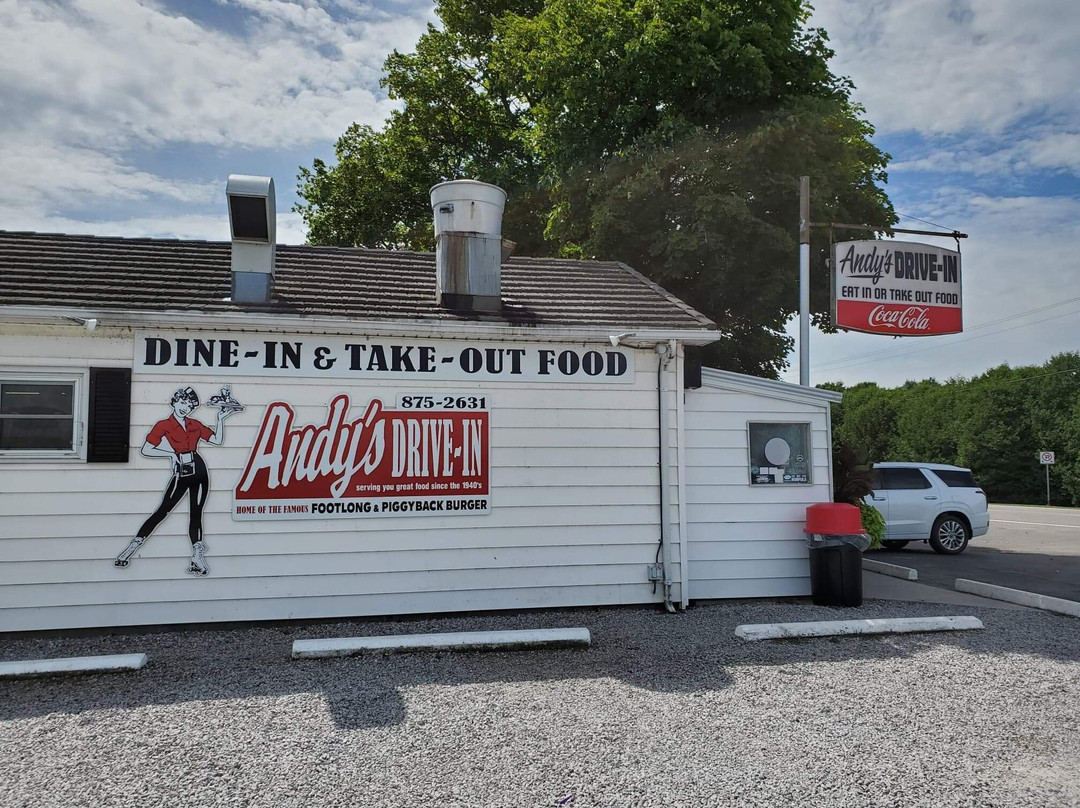 DINE-IN & TAKE-OUT FOOD
875-2631
Andy's DRIVE-IN
serving you great food since the 1940's
HOME OF THE FAMOUS FOOTLONG & PIGGYBACK BURGER
Andy's DRIVE-IN
EAT IN OR TAKE OUT FOOD
Coca-Cola